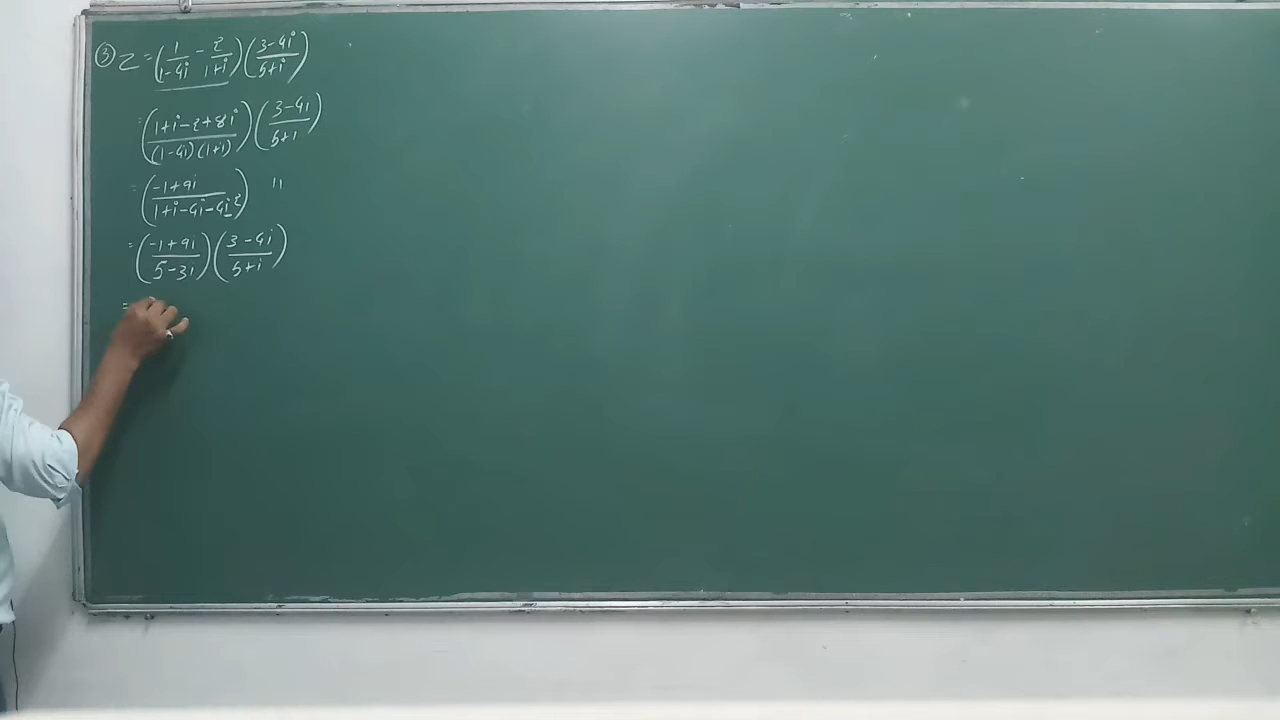 ③ z = (1/1-4i - 2/1+i)(3-4i/5+i)
= (1+i-2+8i/(1-4i)(1+i))(3-4i/5+i)
= (-1+9i/1+i-4i-4i²) "
= (-1+9i/5-3i)(3-4i/5+i)
=